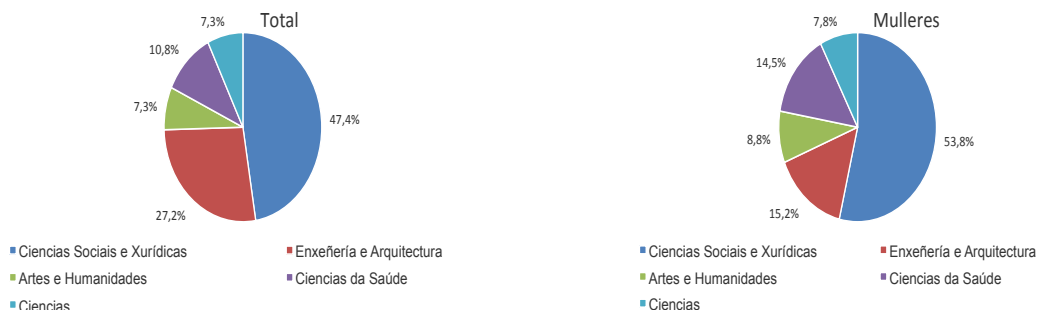 Total
7,3%
10,8%
7,3%
47,4%
27,2%
Ciencias Sociais e Xurídicas
Enxeñería e Arquitectura
Artes e Humanidades
Ciencias da Saúde
Ciencias
Mulleres
7,8%
14,5%
8,8%
53,8%
15,2%
Ciencias Sociais e Xurídicas
Enxeñería e Arquitectura
Artes e Humanidades
Ciencias da Saúde
Ciencias